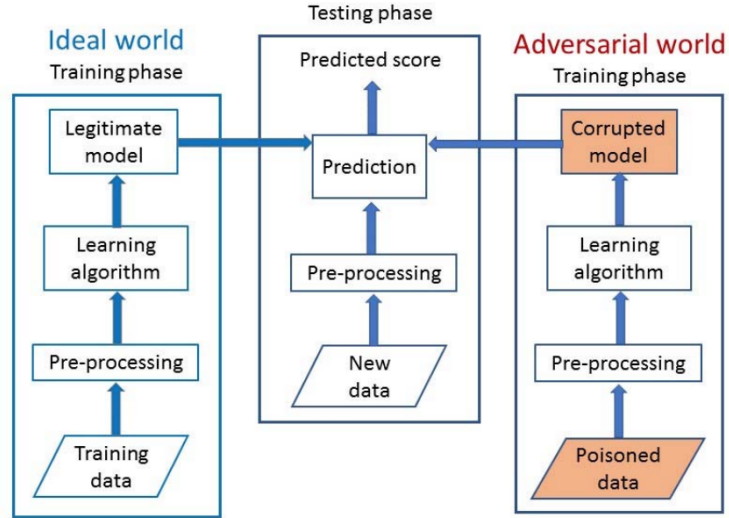 Ideal world
Training phase
Legitimate
model
Learning
algorithm
Pre-processing
Training
data
Testing phase
Predicted score
Prediction
Pre-processing
New
data
Adversarial world
Training phase
Corrupted
model
Learning
algorithm
Pre-processing
Poisoned
data